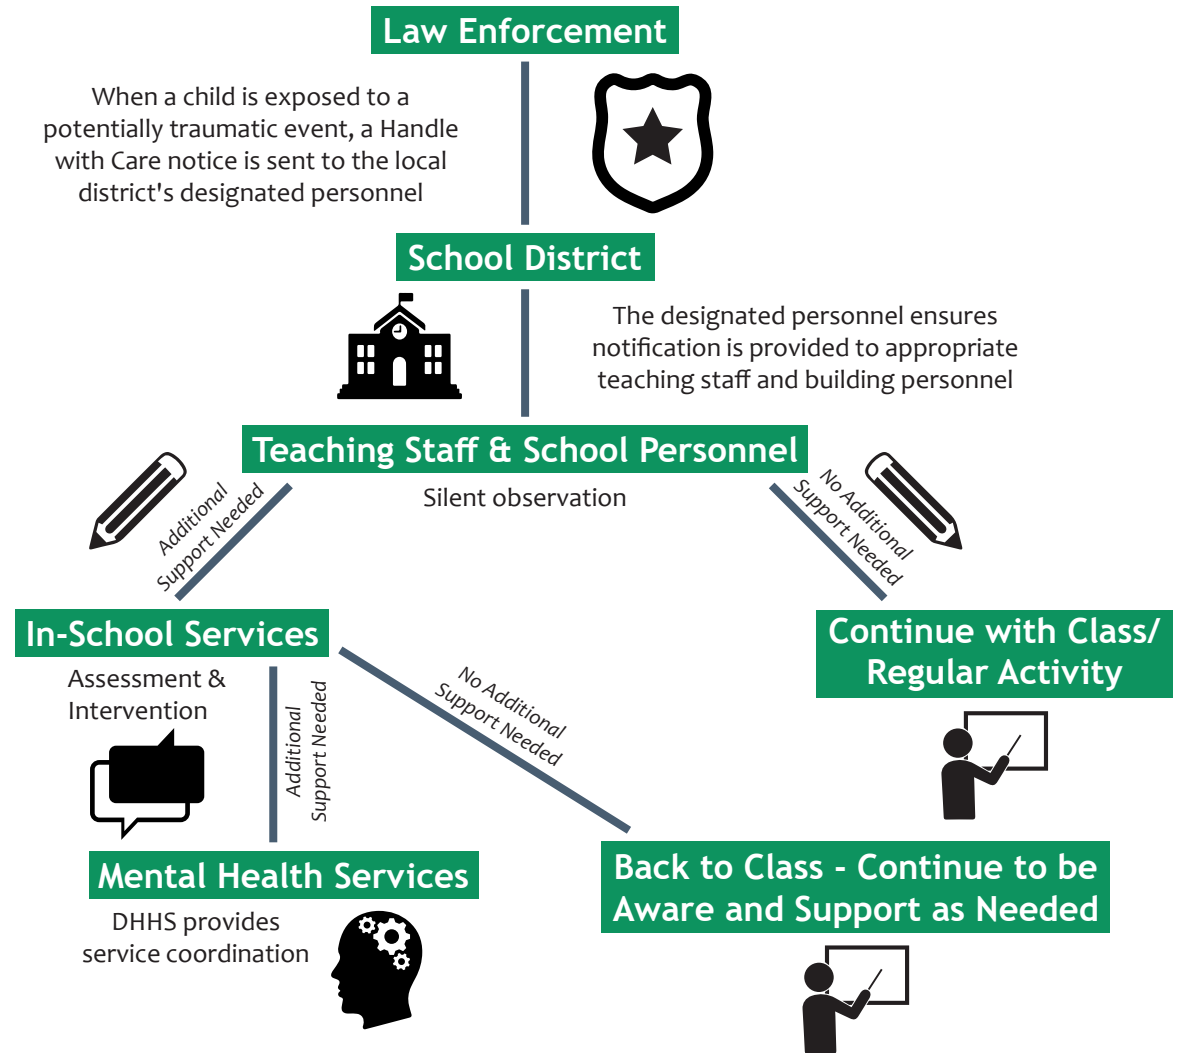 Law Enforcement
When a child is exposed to a
potentially traumatic event, a Handle
with Care notice is sent to the local
district's designated personnel
School District
The designated personnel ensures
notification is provided to appropriate
teaching staff and building personnel
Teaching Staff & School Personnel
Silent observation
Additional
Support Needed
No Additional
Support Needed
In-School Services
Assessment &
Intervention
Continue with Class/
Regular Activity
Additional
Support Needed
No Additional
Support Needed
Mental Health Services
DHHS provides
service coordination
Back to Class - Continue to be
Aware and Support as Needed